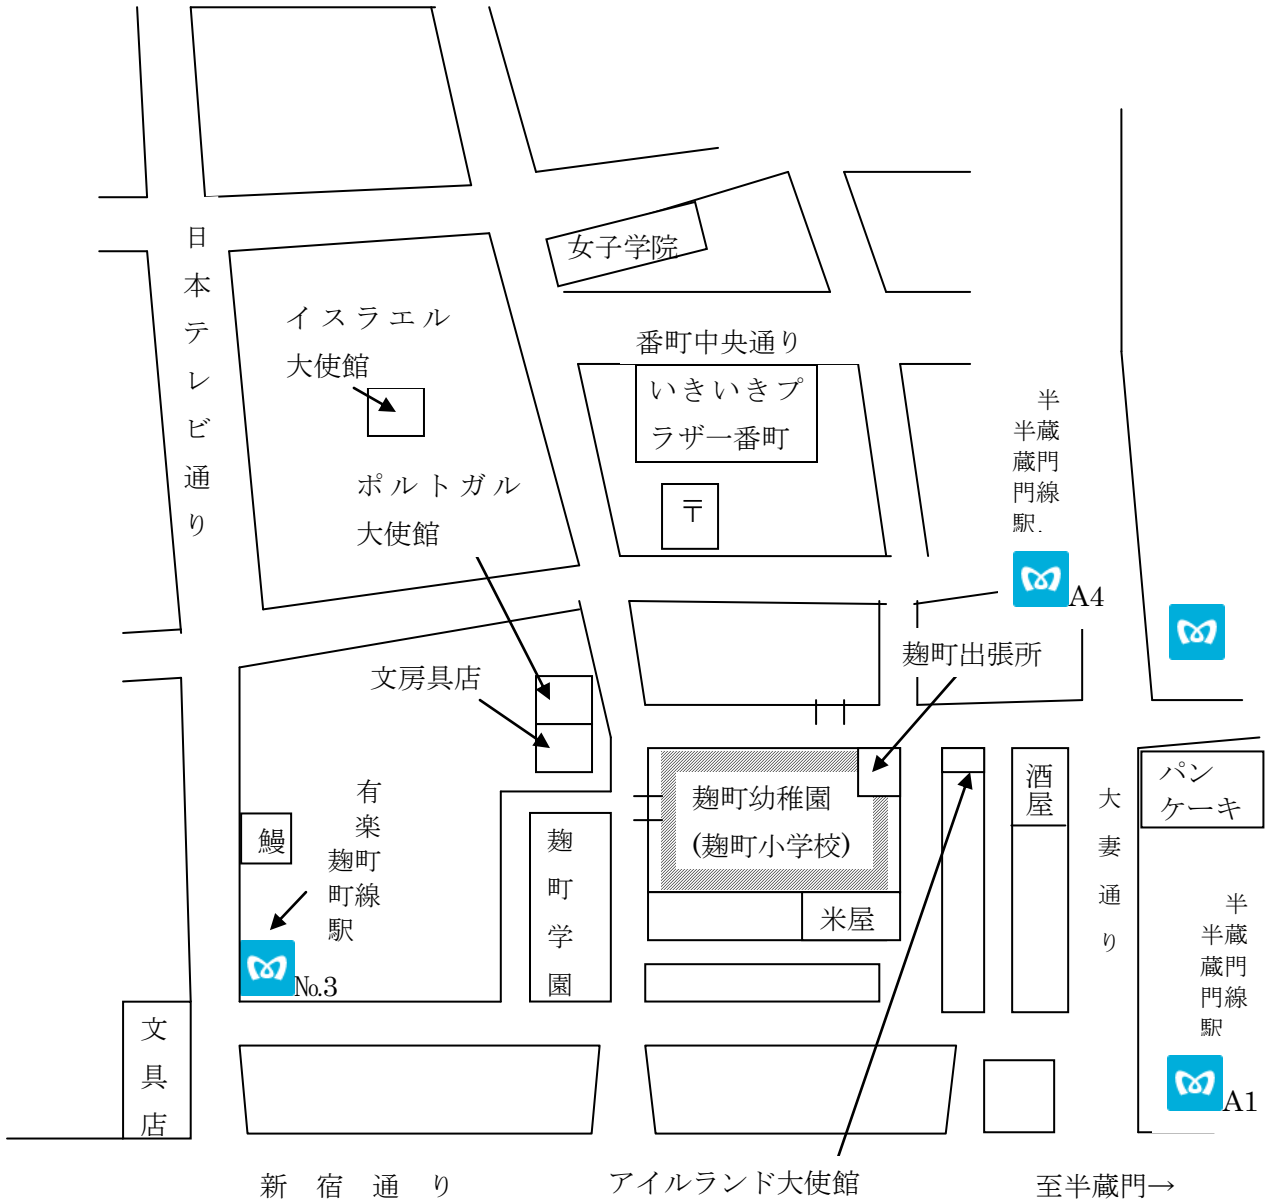 日本テレビ通り
女子学院
イスラエル
大使館
番町中央通り
いきいきプ
ラザ一番町
〒
ポルトガル
大使館
半蔵門線
半蔵門駅.
A4
麹町出張所
文房具店
麹町幼稚園
(麹町小学校)
酒屋
パン
ケーキ
大妻通り
有楽町線
麹町駅
鰻
№3
麹町学園
米屋
半蔵門線
半蔵門駅
A1
文具店
新宿通り
アイルランド大使館
至半蔵門→